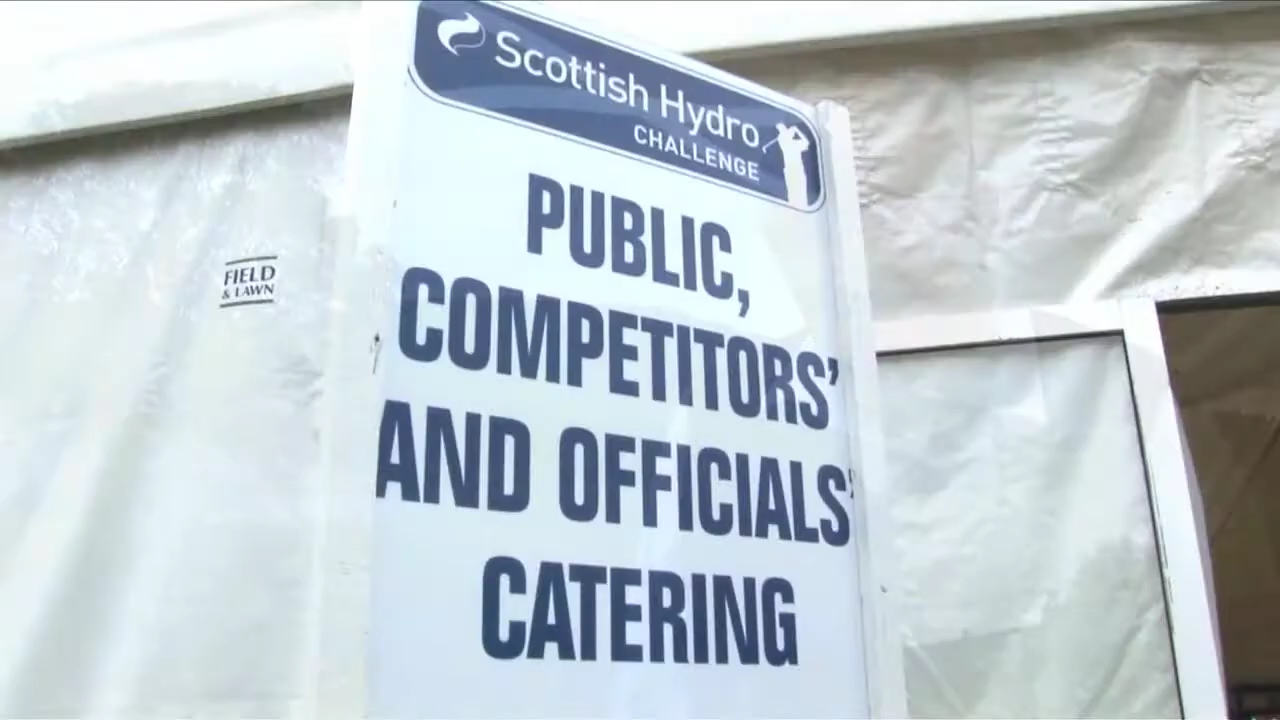 Scottish Hydro
CHALLENGE
PUBLIC,
COMPETITORS'
AND OFFICIALS'
CATERING
FIELD
& LAWN